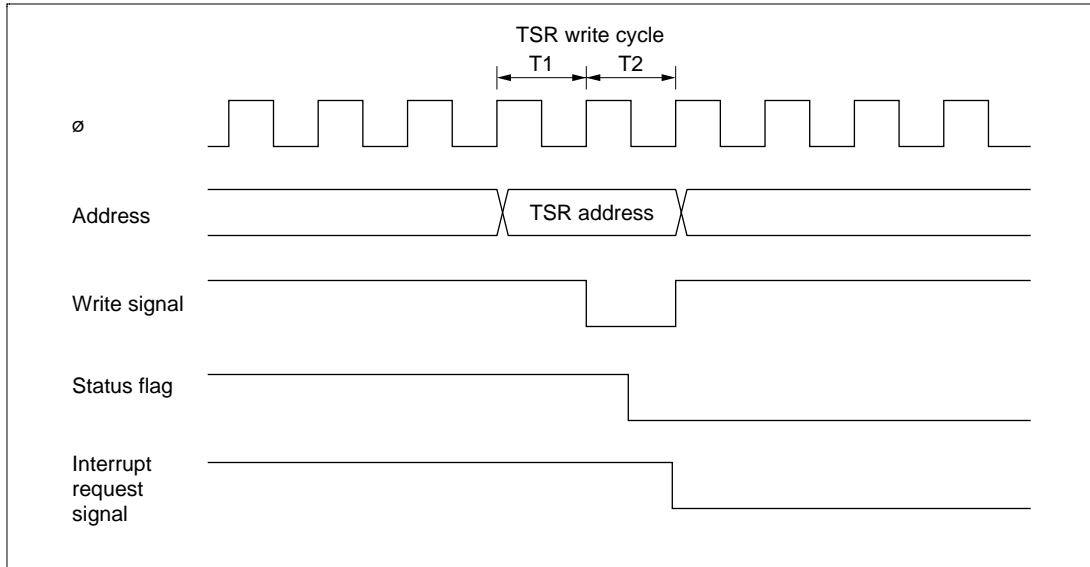 TSR write cycle
T1 T2
ø
Address
TSR address
Write signal
Status flag
Interrupt
request
signal